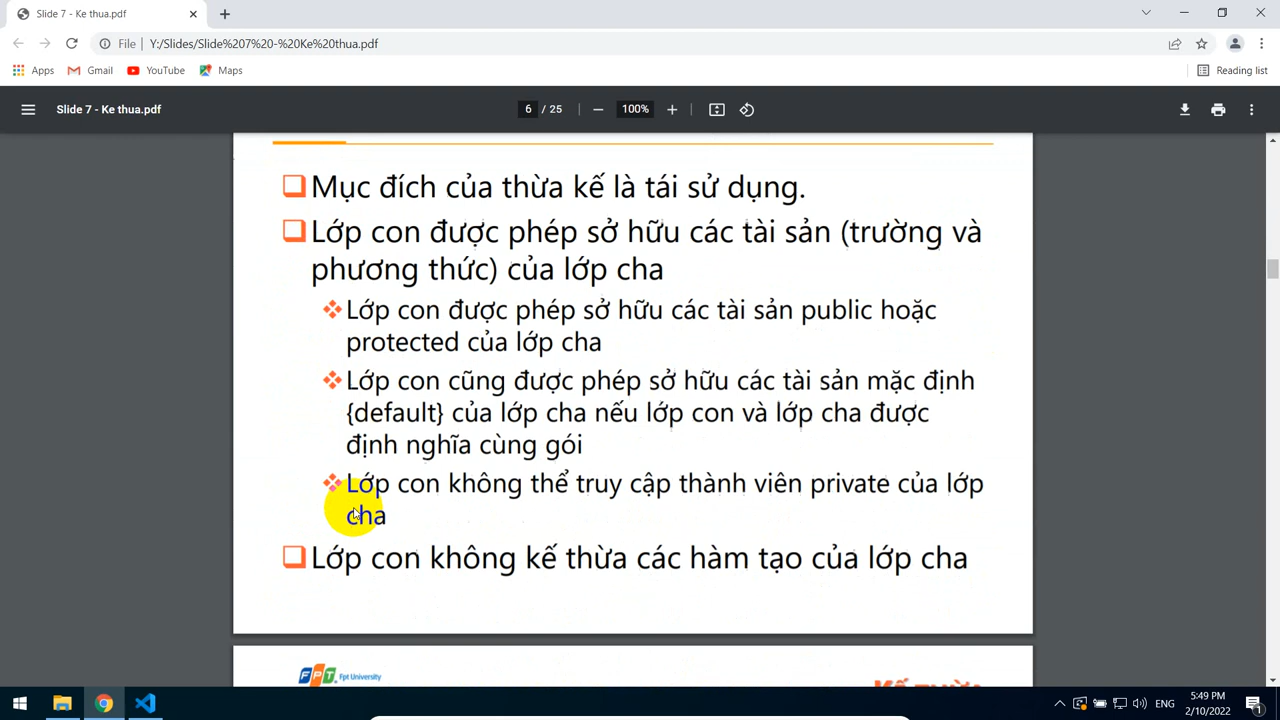 Slide 7 - Ke thua.pdf
File Y:/Slides/Slide%207%20-%20Ke%20thua.pdf
Apps Gmail YouTube Maps Reading list
Slide 7 - Ke thua.pdf 6 / 25 100%
Mục đích của thừa kế là tái sử dụng.
Lớp con được phép sở hữu các tài sản (trường và
phương thức) của lớp cha
Lớp con được phép sở hữu các tài sản public hoặc
protected của lớp cha
Lớp con cũng được phép sở hữu các tài sản mặc định
{default} của lớp cha nếu lớp con và lớp cha được
định nghĩa cùng gói
Lớp con không thể truy cập thành viên private của lớp
cha
Lớp con không kế thừa các hàm tạo của lớp cha
FPT Fpt University
ENG 5:49 PM
2/10/2022 1